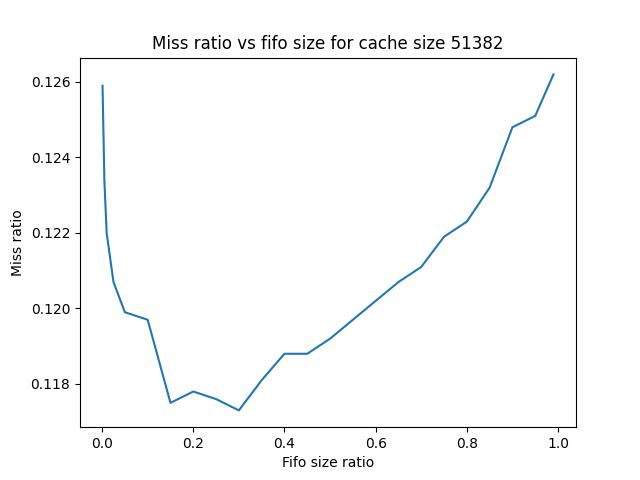 Miss ratio vs fifo size for cache size 51382
0.126
0.124
0.122
0.120
0.118
Miss ratio
0.0 0.2 0.4 0.6 0.8 1.0
Fifo size ratio